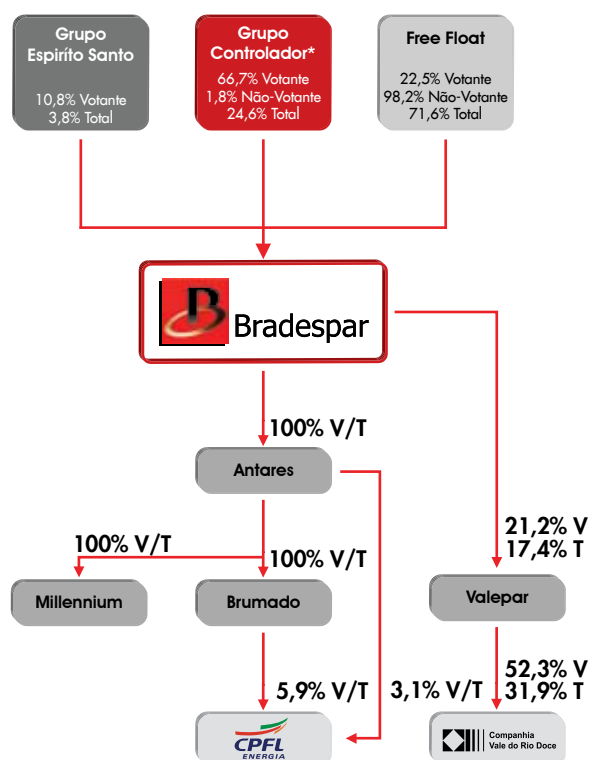 Grupo
Espiríto Santo
10,8% Votante
3,8% Total
Grupo
Controlador*
66,7% Votante
1,8% Não-Votante
24,6% Total
Free Float
22,5% Votante
98,2% Não-Votante
71,6% Total
B
Bradespar
100% V/T
Antares
21,2% V
17,4% T
100% V/T
100% V/T
Millennium
Brumado
Valepar
5,9% V/T
3,1% V/T
52,3% V
31,9% T
CPFL
ENERGIA
Companhia
Vale do Rio Doce